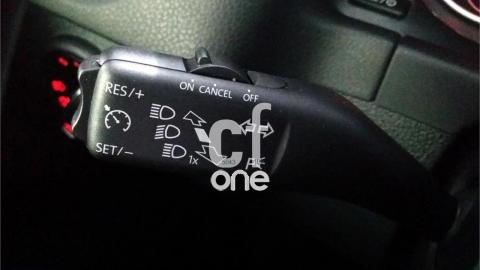 ON CANCEL OFF
RES/+
SET/-
1x
P
cf
one